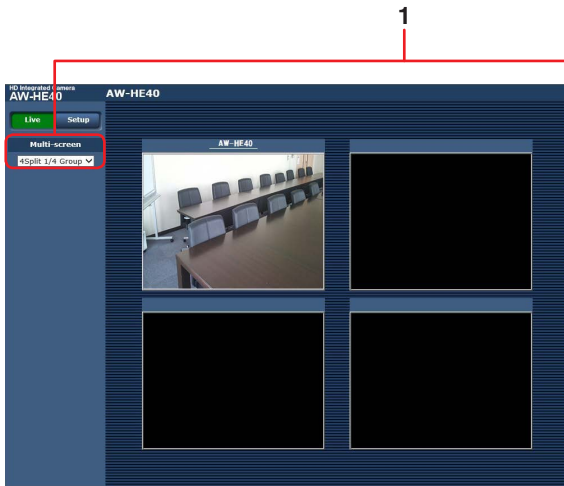 1
HD Integrated Camera
AW-HE40
AW-HE40
Live Setup
Multi-screen
4Split 1/4 Group
AW-HE40